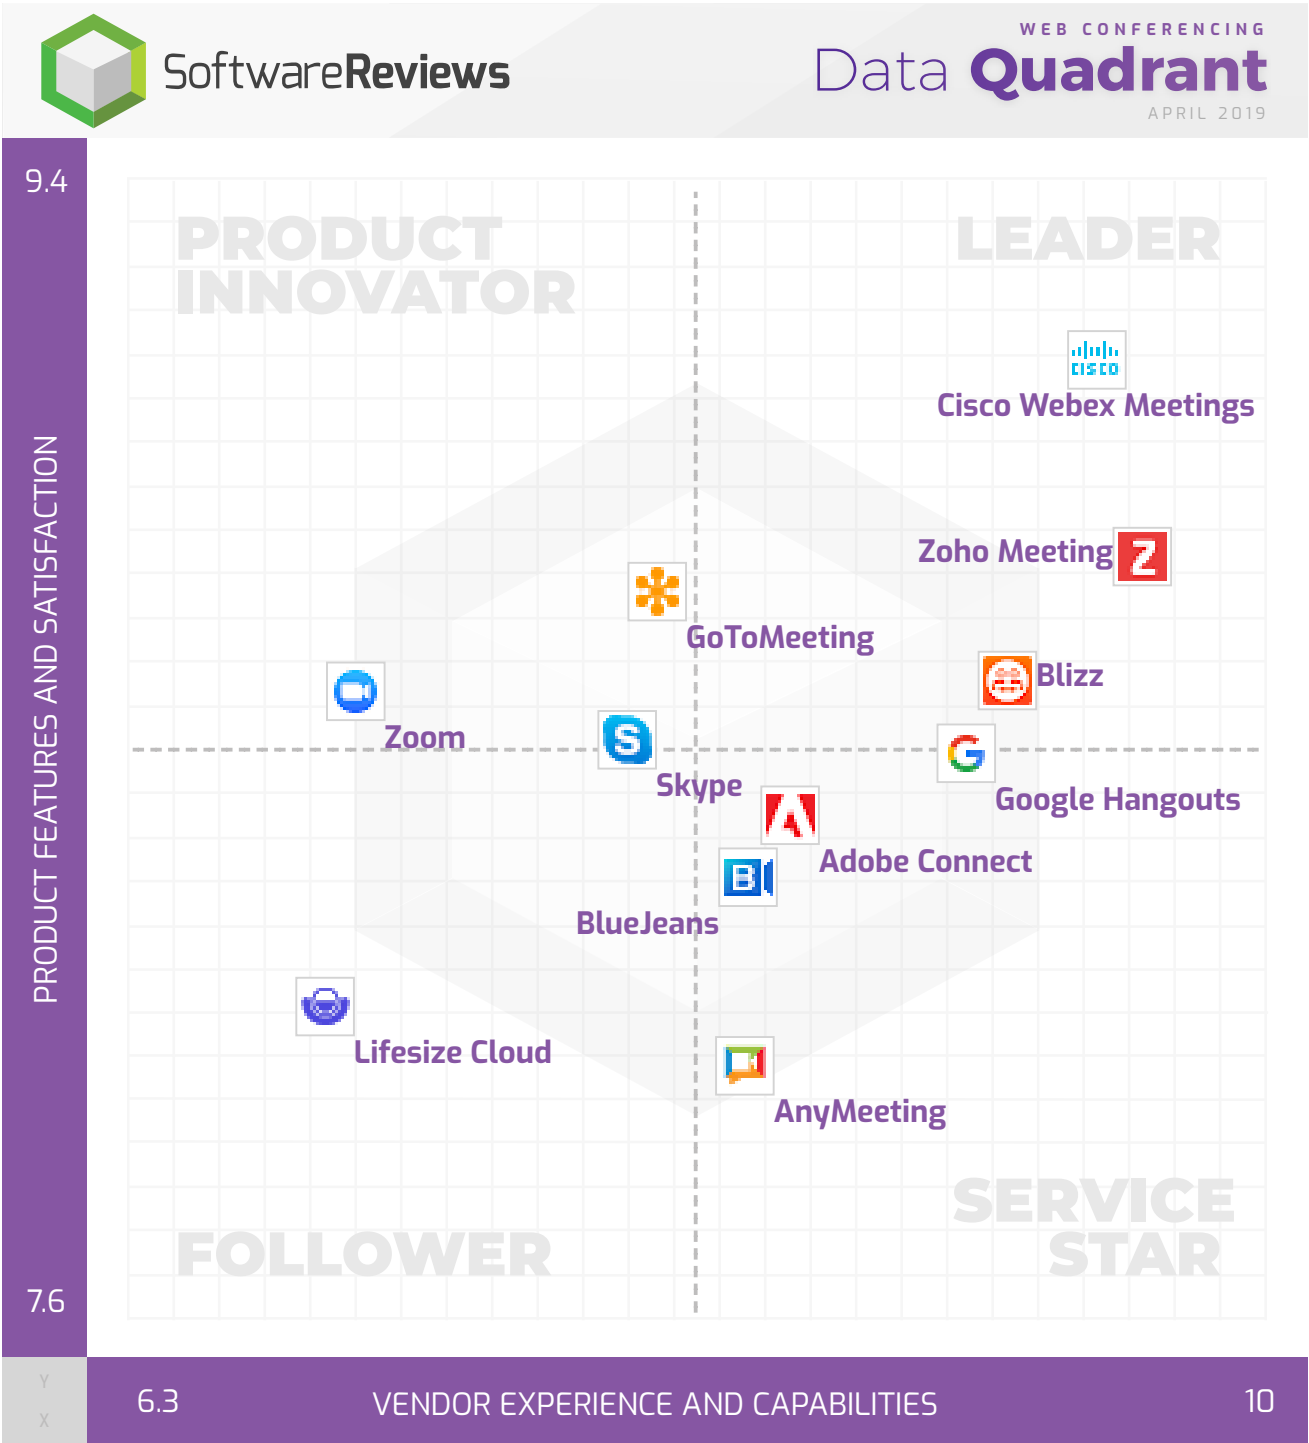 SoftwareReviews
WEB CONFERENCING
Data Quadrant
APRIL 2019
9.4
PRODUCT
INNOVATOR
LEADER
CISCO
Cisco Webex Meetings
Zoho Meeting
Z
GoToMeeting
Blizz
Zoom
S
Skype
G
Google Hangouts
Adobe Connect
B
BlueJeans
Lifesize Cloud
AnyMeeting
SERVICE
STAR
FOLLOWER
PRODUCT FEATURES AND SATISFACTION
7.6
Y
X
6.3
VENDOR EXPERIENCE AND CAPABILITIES
10